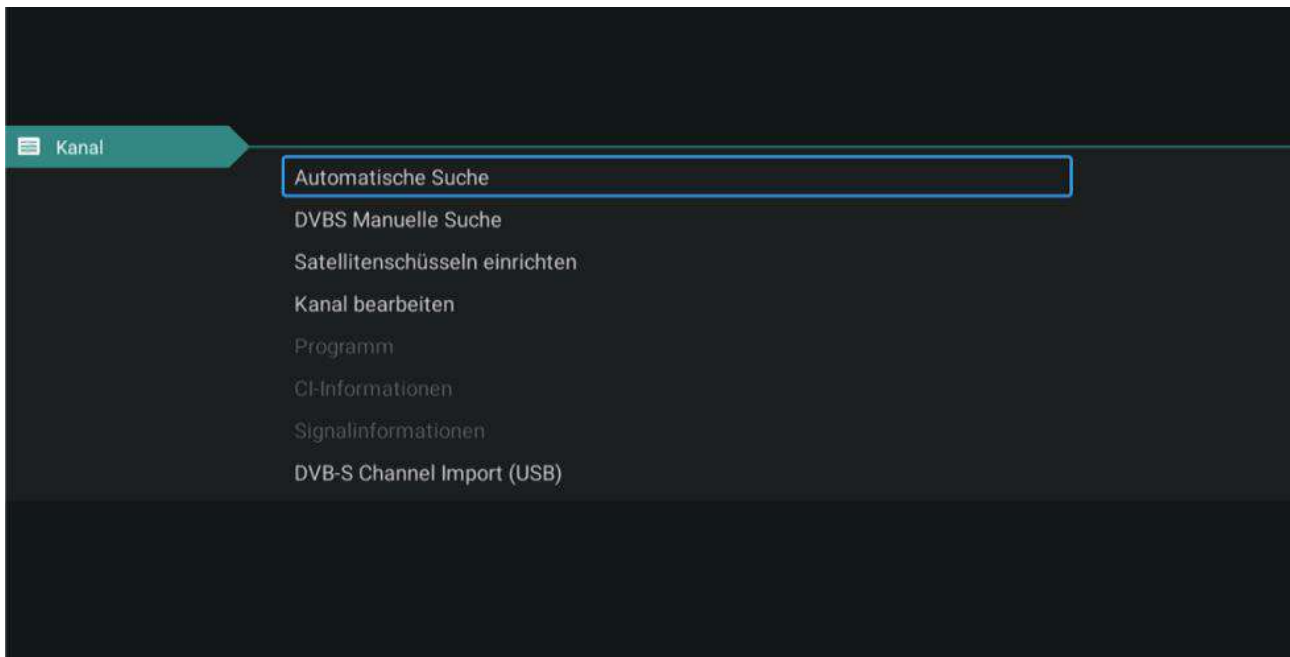 Kanal
Automatische Suche
DVBS Manuelle Suche
Satellitenschüsseln einrichten
Kanal bearbeiten
Programm
CI-Informationen
Signalinformationen
DVB-S Channel Import (USB)